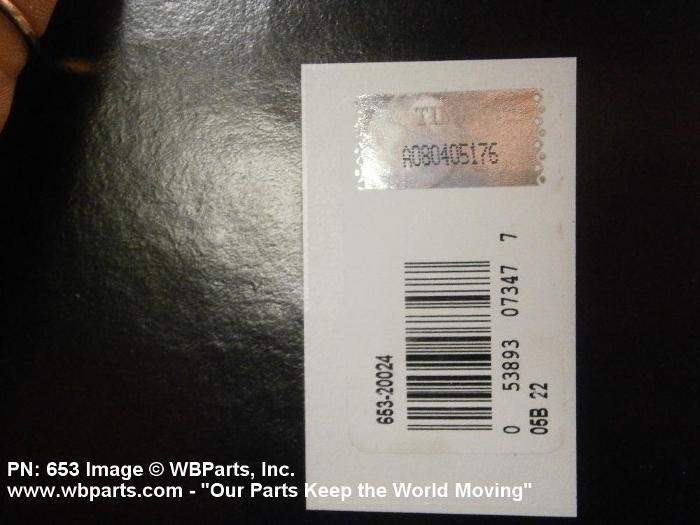 A080405176
653-20024
0 53893 07347 7
05B 22
PN: 653 Image © WBParts, Inc.
www.wbparts.com - "Our Parts Keep the World Moving"